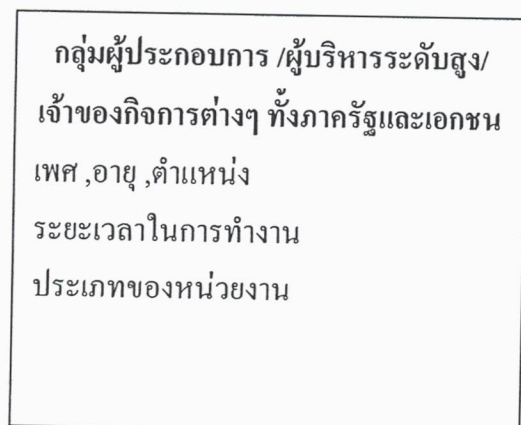 กลุ่มผู้ประกอบการ /ผู้บริหารระดับสูง/
เจ้าของกิจการต่างๆ ทั้งภาครัฐและเอกชน
เพศ ,อายุ ,ตำแหน่ง
ระยะเวลาในการทำงาน
ประเภทของหน่วยงาน